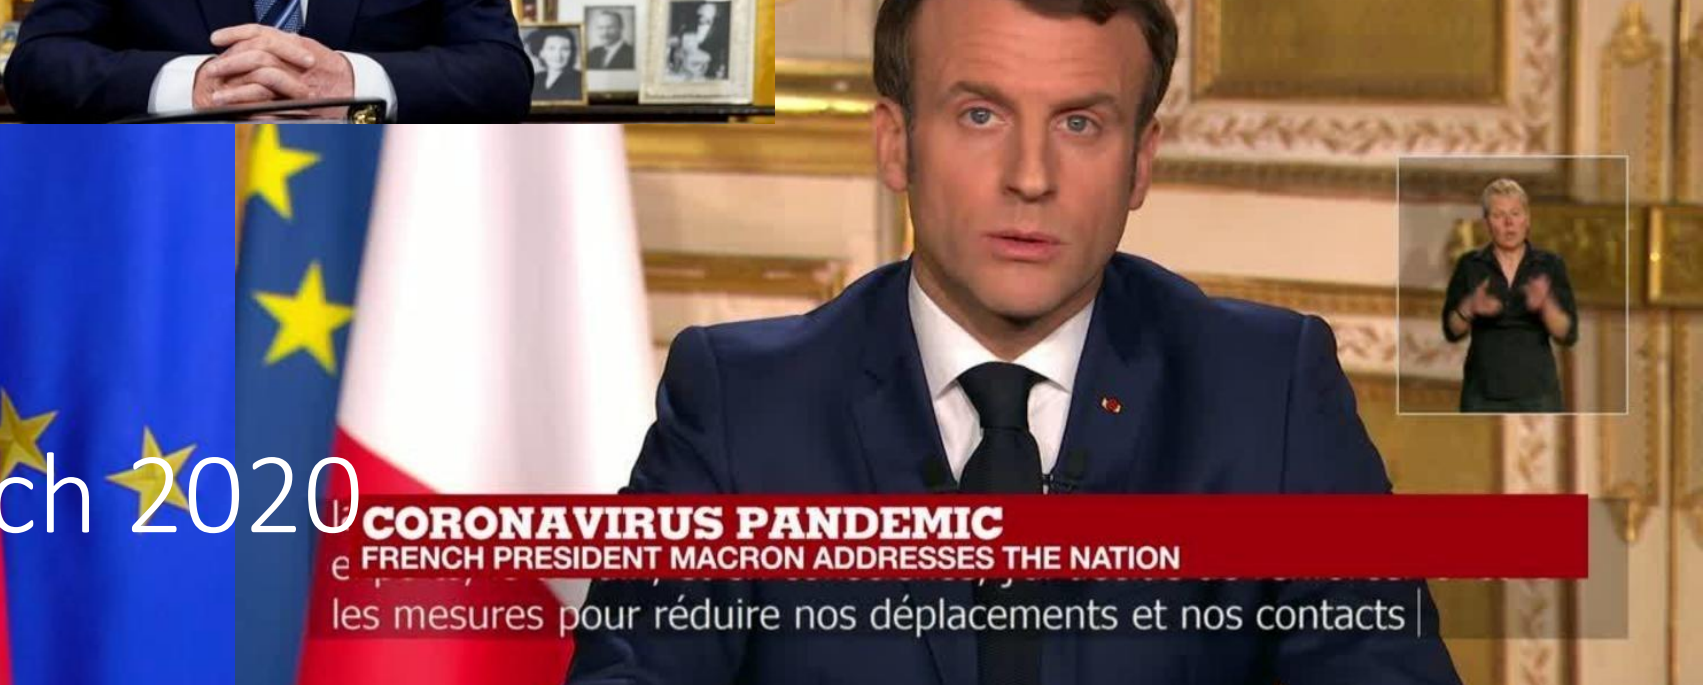 ch 2020
CORONAVIRUS PANDEMIC
FRENCH PRESIDENT MACRON ADDRESSES THE NATION
les mesures pour réduire nos déplacements et nos contacts